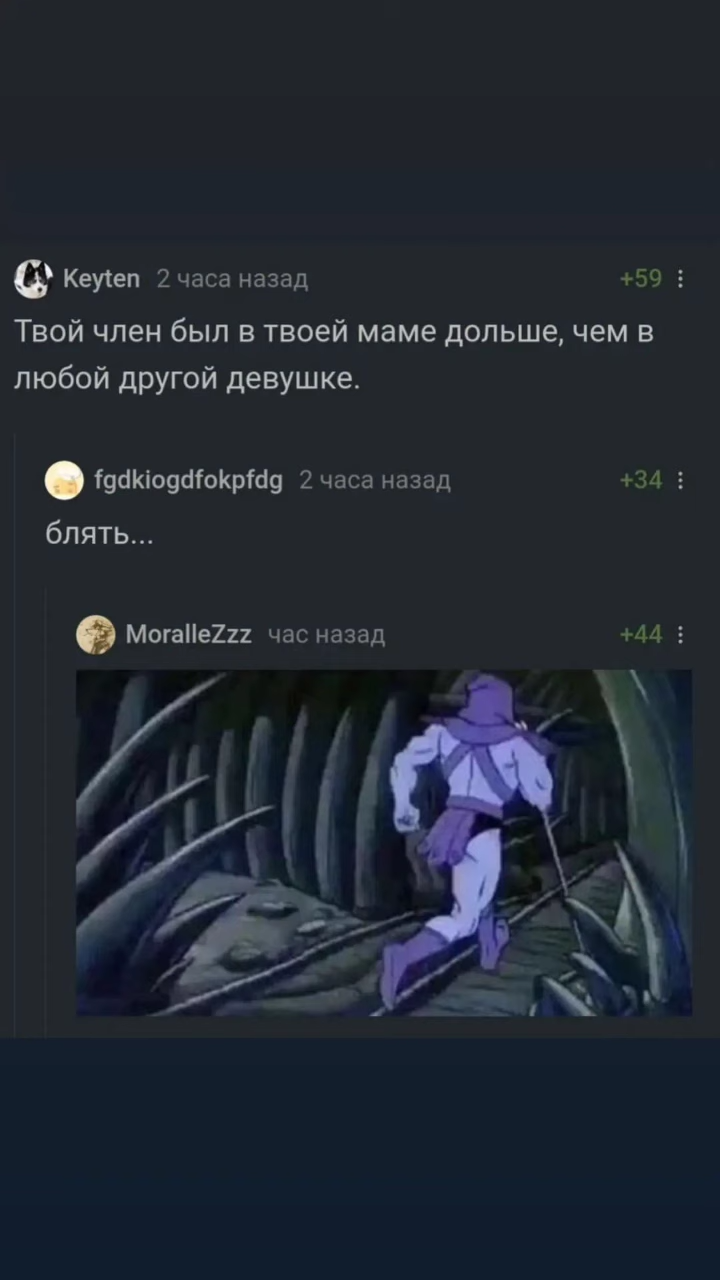 Keyten 2 часа назад +59
Твой член был в твоей маме дольше, чем в
любой другой девушке.
fgdkiogdfokpfdg 2 часа назад +34
блять...
MoralleZzz час назад +44